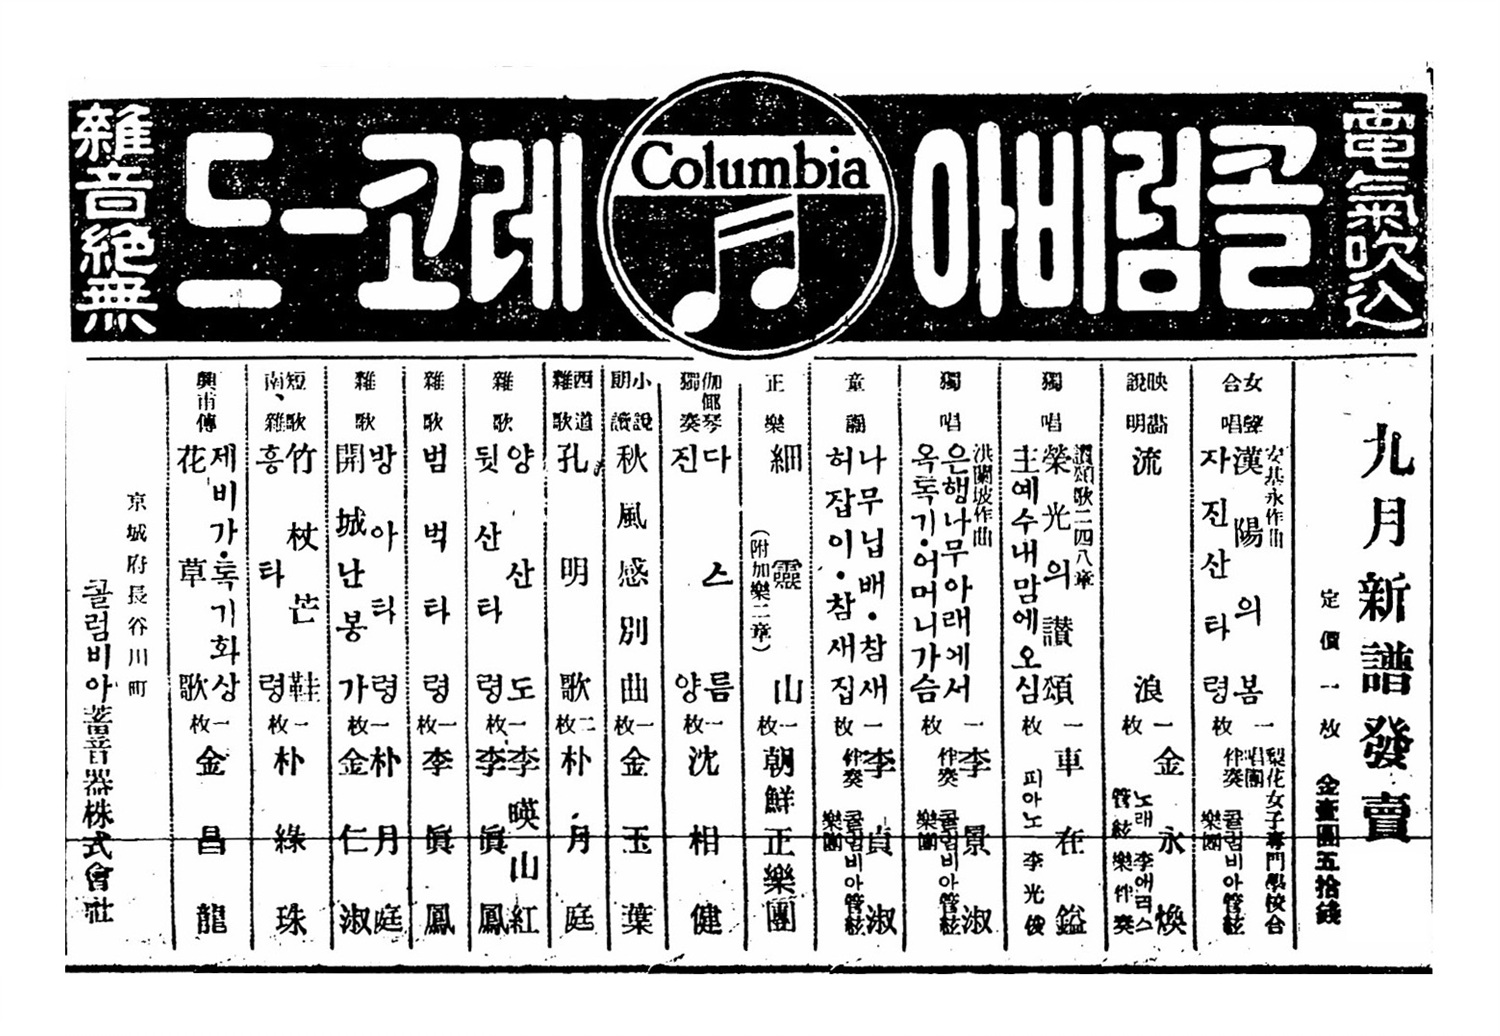 電氣吹込
골럼비아
Columbia
레코ー드
雜音絕無
九月新譜發賣
定價一枚 金壹圓五拾錢
女聲合唱
安基永作曲
漢陽의봄
자진산타령
一枚
梨花女子專門學校合唱團
伴奏 콜럼비아管絃樂團
映畵說明
流浪
一枚
金永煥
노래 李애리스
管絃樂伴奏
獨唱
讚頌歌二四八章
榮光의讚頌
主예수내맘에오심
一枚
車在鎰
피아노 李光俊
獨唱
洪蘭坡作曲
은행나무아래에서
옥톡기·어머니가슴
一枚
李景淑
伴奏 콜럼비아管絃樂團
童謠
나무닙배·참새
허잡이·참새집
一枚
李貞淑
伴奏 콜럼비아管絃樂團
正樂
細靈山
(附加樂二章)
一枚
朝鮮正樂團
伽倻琴獨奏
다스름
진양
一枚
沈相健
小說朗讀
秋風感別曲
一枚
金玉葉
西道雜歌
孔明歌
二枚
朴月庭
雜歌
양산도
뒷산타령
一枚
李暎山紅
李眞鳳
雜歌
범벅타령
一枚
李眞鳳
雜歌
방아타령
開城난봉가
一枚
朴月庭
金仁淑
短歌
南、雜
竹杖芒鞋
흥타령
一枚
朴綠珠
興甫傳
제비가·톡기화상
花草歌
一枚
金昌龍
京城府長谷川町
콜럼비아蓄音器株式會社